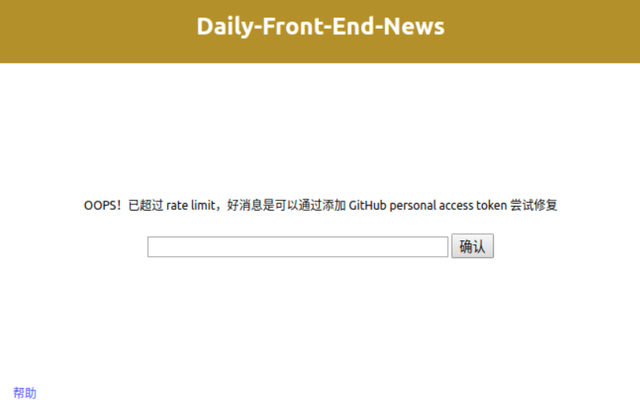 Daily-Front-End-News
OOPS！已超过 rate limit，好消息是可以通过添加 GitHub personal access token 尝试修复
确认
帮助